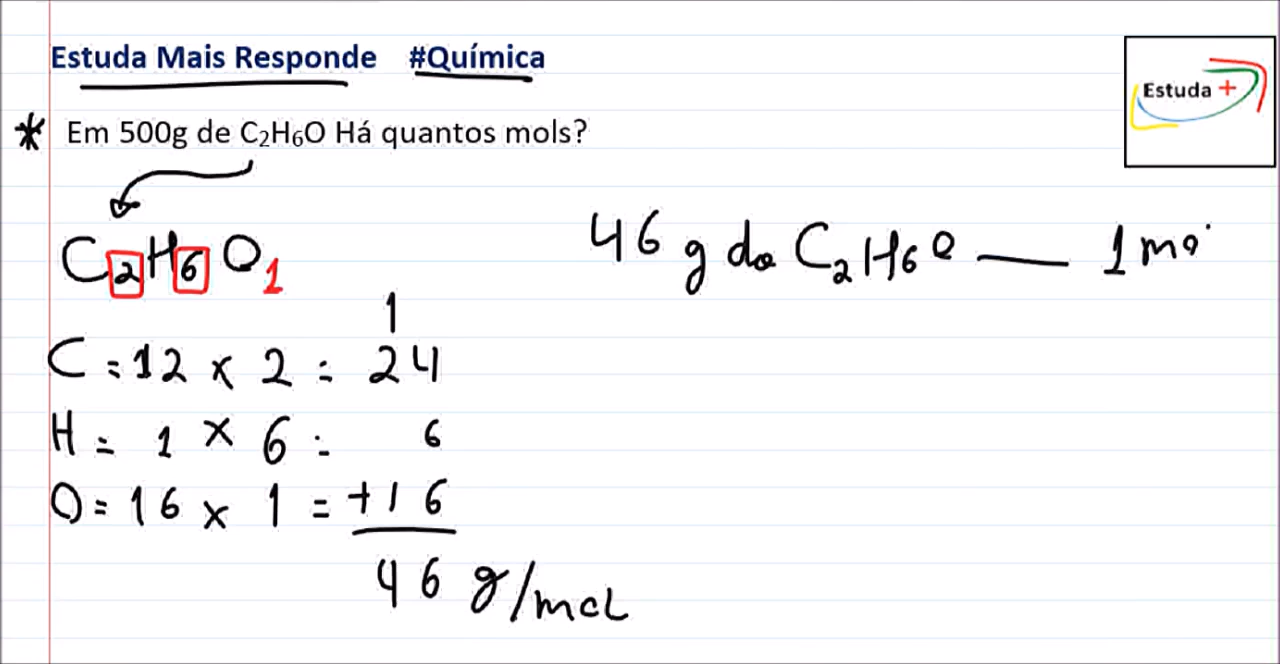 Estuda Mais Responde #Química
Estuda +
* Em 500g de C₂H₆O Há quantos mols?
C₂H₆O₁
46 g do C₂H₆O — 1 mo
1
C = 12 x 2 = 24
H = 1 x 6 = 6
O = 16 x 1 = +16
46 g/mol